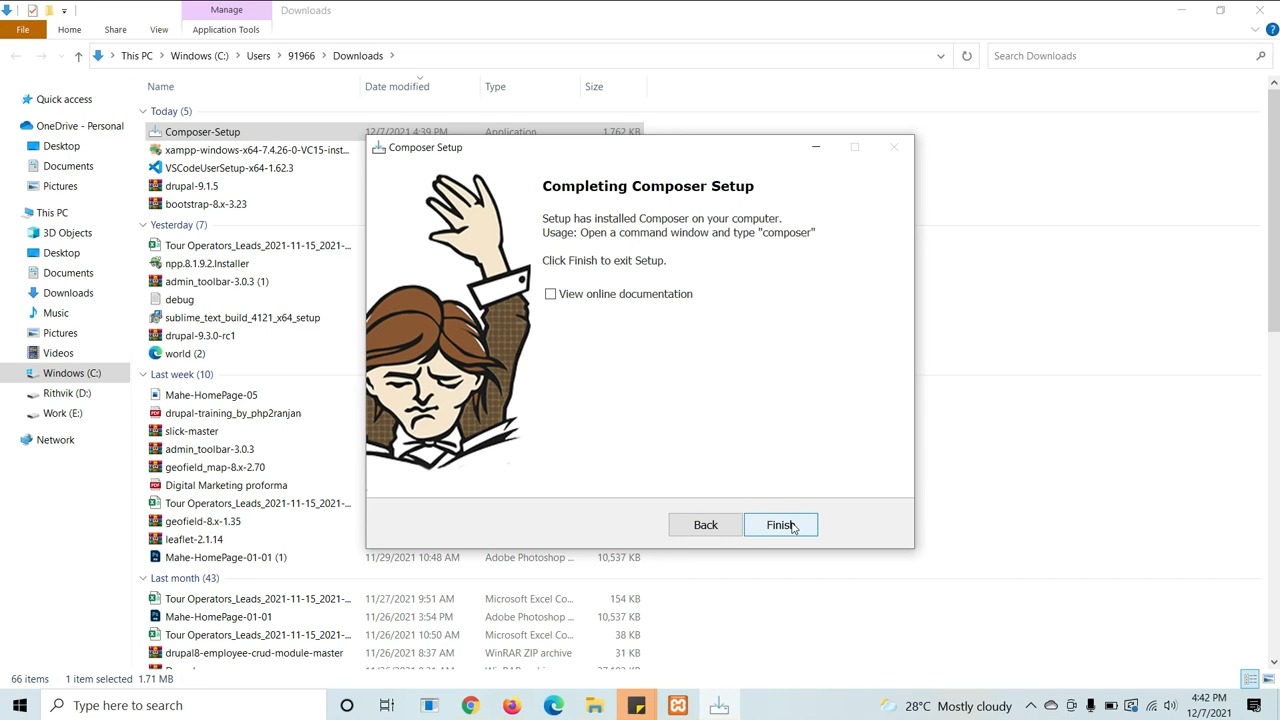 Manage
Downloads
File
Home
Share
View
Application Tools
This PC
Windows (C:)
Users
91966
Downloads
Search Downloads
Name
Date modified
Type
Size
Quick access
OneDrive - Personal
Desktop
Documents
Pictures
This PC
3D Objects
Desktop
Documents
Downloads
Music
Pictures
Videos
Windows (C:)
Rithvik (D:)
Work (E:)
Network
Today (5)
Composer-Setup 12/7/2021 4:39 PM Application 1,762 KB
xampp-windows-x64-7.4.26-0-VC15-inst...
VSCodeUserSetup-x64-1.62.3
drupal-9.1.5
bootstrap-8.x-3.23
Yesterday (7)
Tour Operators_Leads_2021-11-15_2021-...
npp.8.1.9.2.Installer
admin_toolbar-3.0.3 (1)
debug
sublime_text_build_4121_x64_setup
drupal-9.3.0-rc1
world (2)
Last week (10)
Mahe-HomePage-05
drupal-training_by_php2ranjan
slick-master
admin_toolbar-3.0.3
geofield_map-8.x-2.70
Digital Marketing proforma
Tour Operators_Leads_2021-11-15_2021-...
geofield-8.x-1.35
leaflet-2.1.14
Mahe-HomePage-01-01 (1) 11/29/2021 10:48 AM Adobe Photoshop ... 10,537 KB
Last month (43)
Tour Operators_Leads_2021-11-15_2021-... 11/27/2021 9:51 AM Microsoft Excel Co... 154 KB
Mahe-HomePage-01-01 11/26/2021 3:54 PM Adobe Photoshop ... 10,537 KB
Tour Operators_Leads_2021-11-15_2021-... 11/26/2021 10:50 AM Microsoft Excel Co... 38 KB
drupal8-employee-crud-module-master 11/26/2021 8:37 AM WinRAR ZIP archive 31 KB
Composer Setup
Completing Composer Setup
Setup has installed Composer on your computer.
Usage: Open a command window and type "composer"
Click Finish to exit Setup.
View online documentation
Back
Finish
66 items
1 item selected 1.71 MB
Type here to search
28°C Mostly cloudy
4:42 PM
12/7/2021